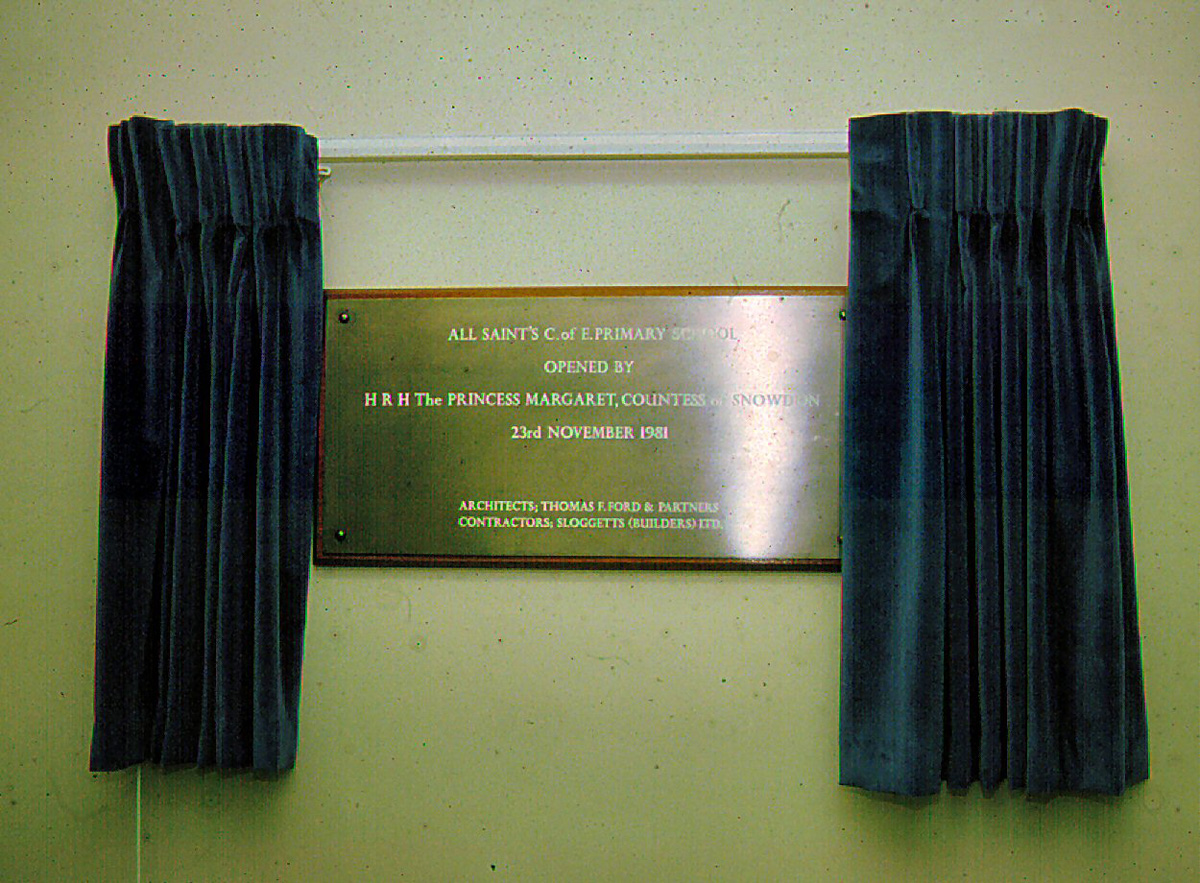 ALL SAINT'S C. of E. PRIMARY SCHOOL
OPENED BY
H R H The PRINCESS MARGARET, COUNTESS of SNOWDON
23rd NOVEMBER 1981
ARCHITECTS; THOMAS F. FORD & PARTNERS
CONTRACTORS; SLOGGETTS (BUILDERS) LTD.